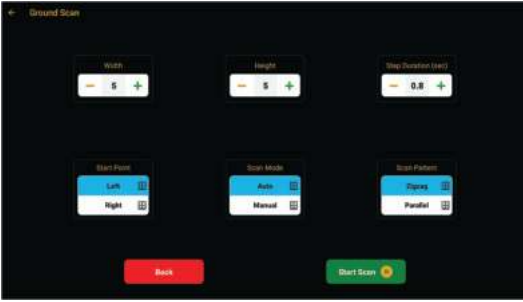 Ground Scan
Width
Height
Step Duration (sec)
5
5
0.8
Start Point
Scan Mode
Scan Pattern
Left
Auto
Zigzag
Right
Manual
Parallel
Back
Start Scan